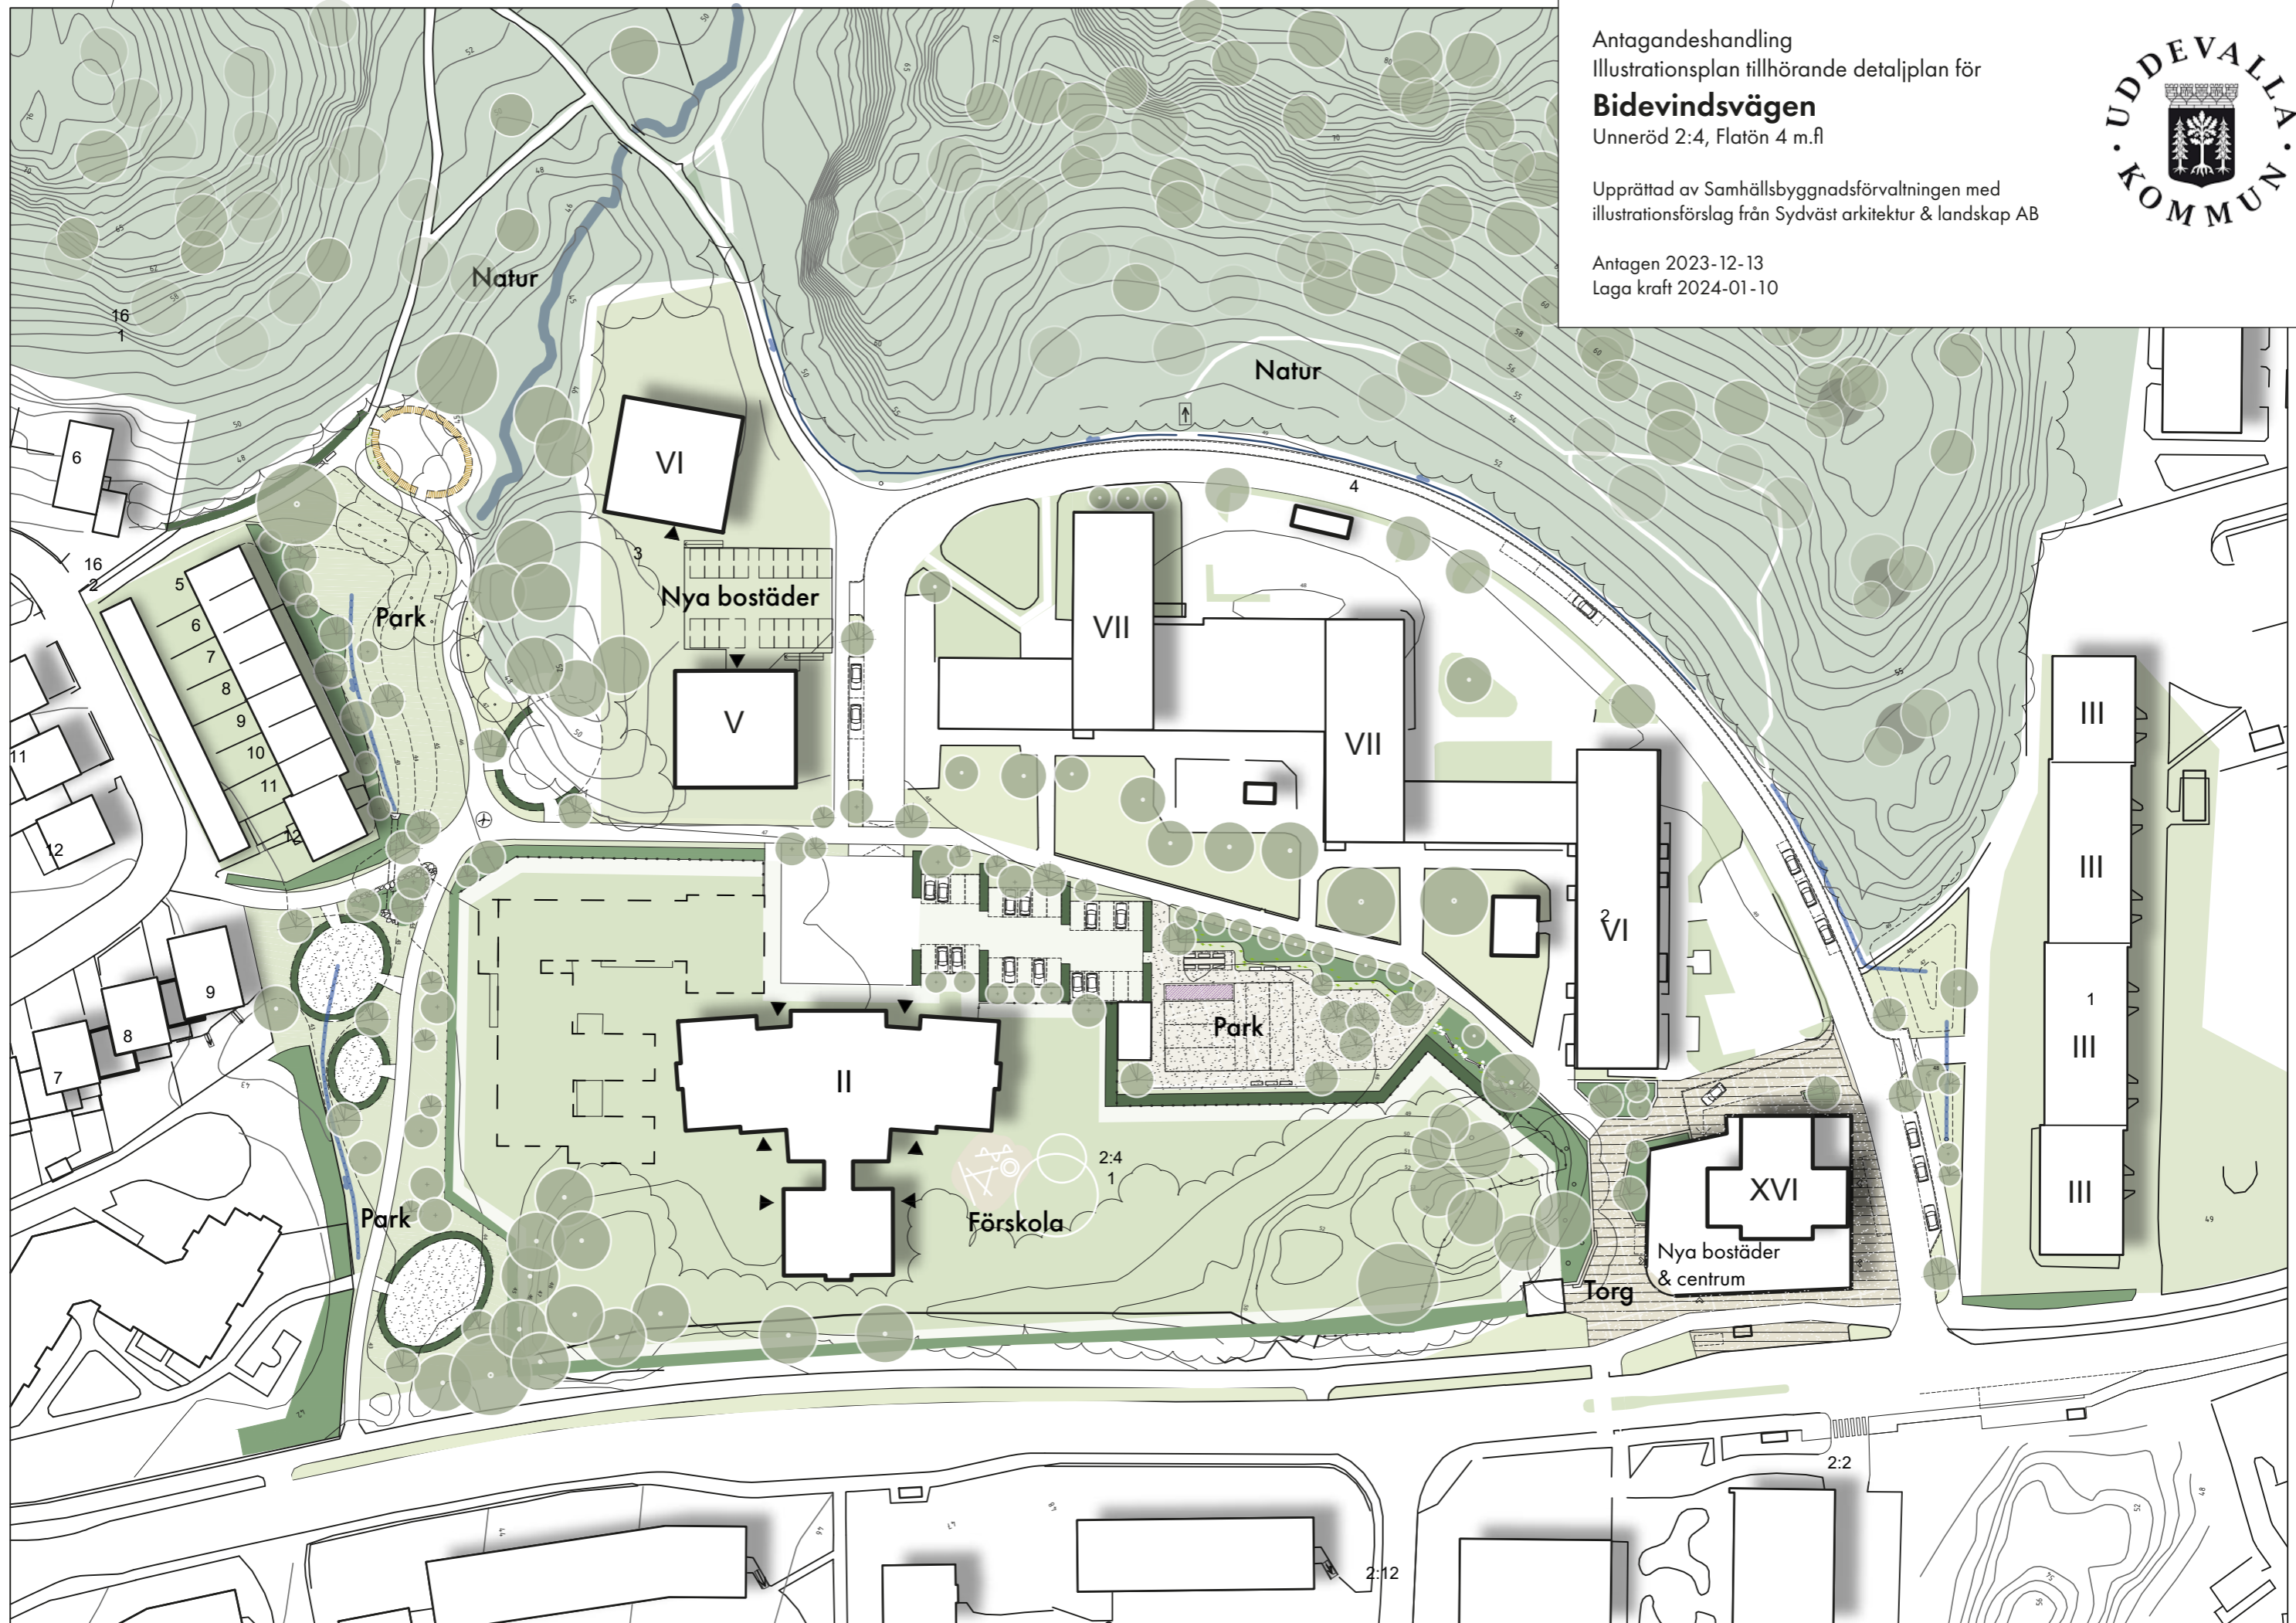 Antagandeshandling
Illustrationsplan tillhörande detaljplan för
Bidevindsvägen
Unneröd 2:4, Flatön 4 m.fl
Upprättad av Samhällsbyggnadsförvaltningen med
illustrationsförslag från Sydväst arkitektur & landskap AB
Antagen 2023-12-13
Laga kraft 2024-01-10
UDDEVALLA
KOMMUN
Natur
16
1
Natur
6
VI
4
3
16
2
5
Nya bostäder
Park
6
VII
7
8
V
9
10
11
11
12
12
VII
III
III
2
VI
9
8
7
II
Park
1
III
2:4
1
Förskola
Park
XVI
III
Nya bostäder
& centrum
Torg
2:2
2:12